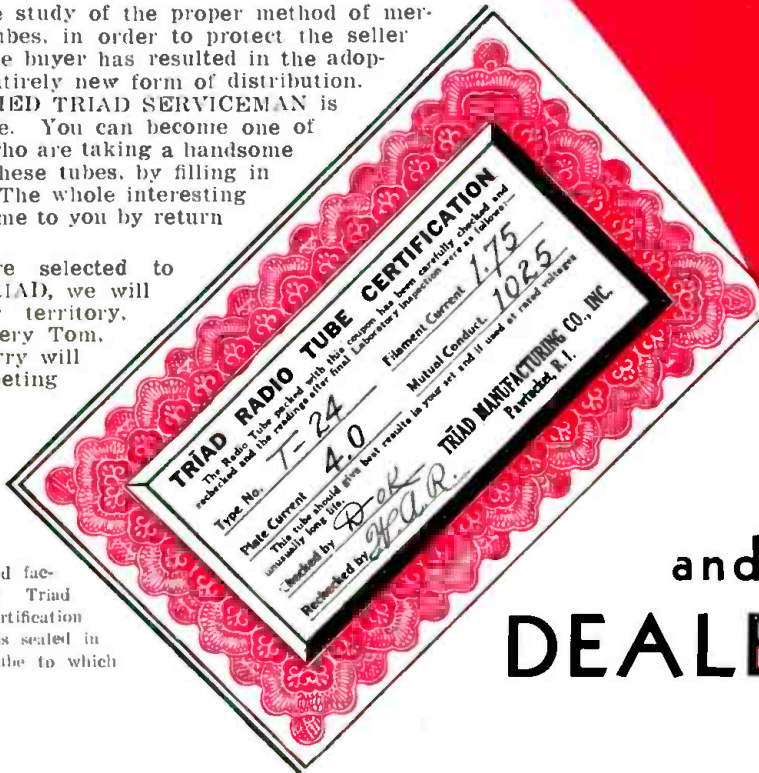 e study of the proper method of mer-
ubes, in order to protect the seller
e buyer has resulted in the adop-
tirely new form of distribution.
IED TRIAD SERVICEMAN is
e. You can become one of
ho are taking a handsome
hese tubes, by filling in
The whole interesting
me to you by return
re selected to
RIAD, we will
territory.
ery Tom,
rry will
eeting
TRĪAD RADIO TUBE CERTIFICATION
The Radio Tube packed with this coupon has been carefully checked and
rechecked and the readings after final Laboratory inspection were as follows:—
Type No. T-24 Filament Current 1.75
Plate Current 4.0 Mutual Conduct. 1025
This tube should give best results in your set and if used at rated voltages
unusually long life.
Checked by OK
TRĪAD MANUFACTURING CO., INC.
Rechecked by W.A.R.
Pawtucket, R. I.
d fac-
Triad
rtification
s sealed in
ube to which
and
DEAL